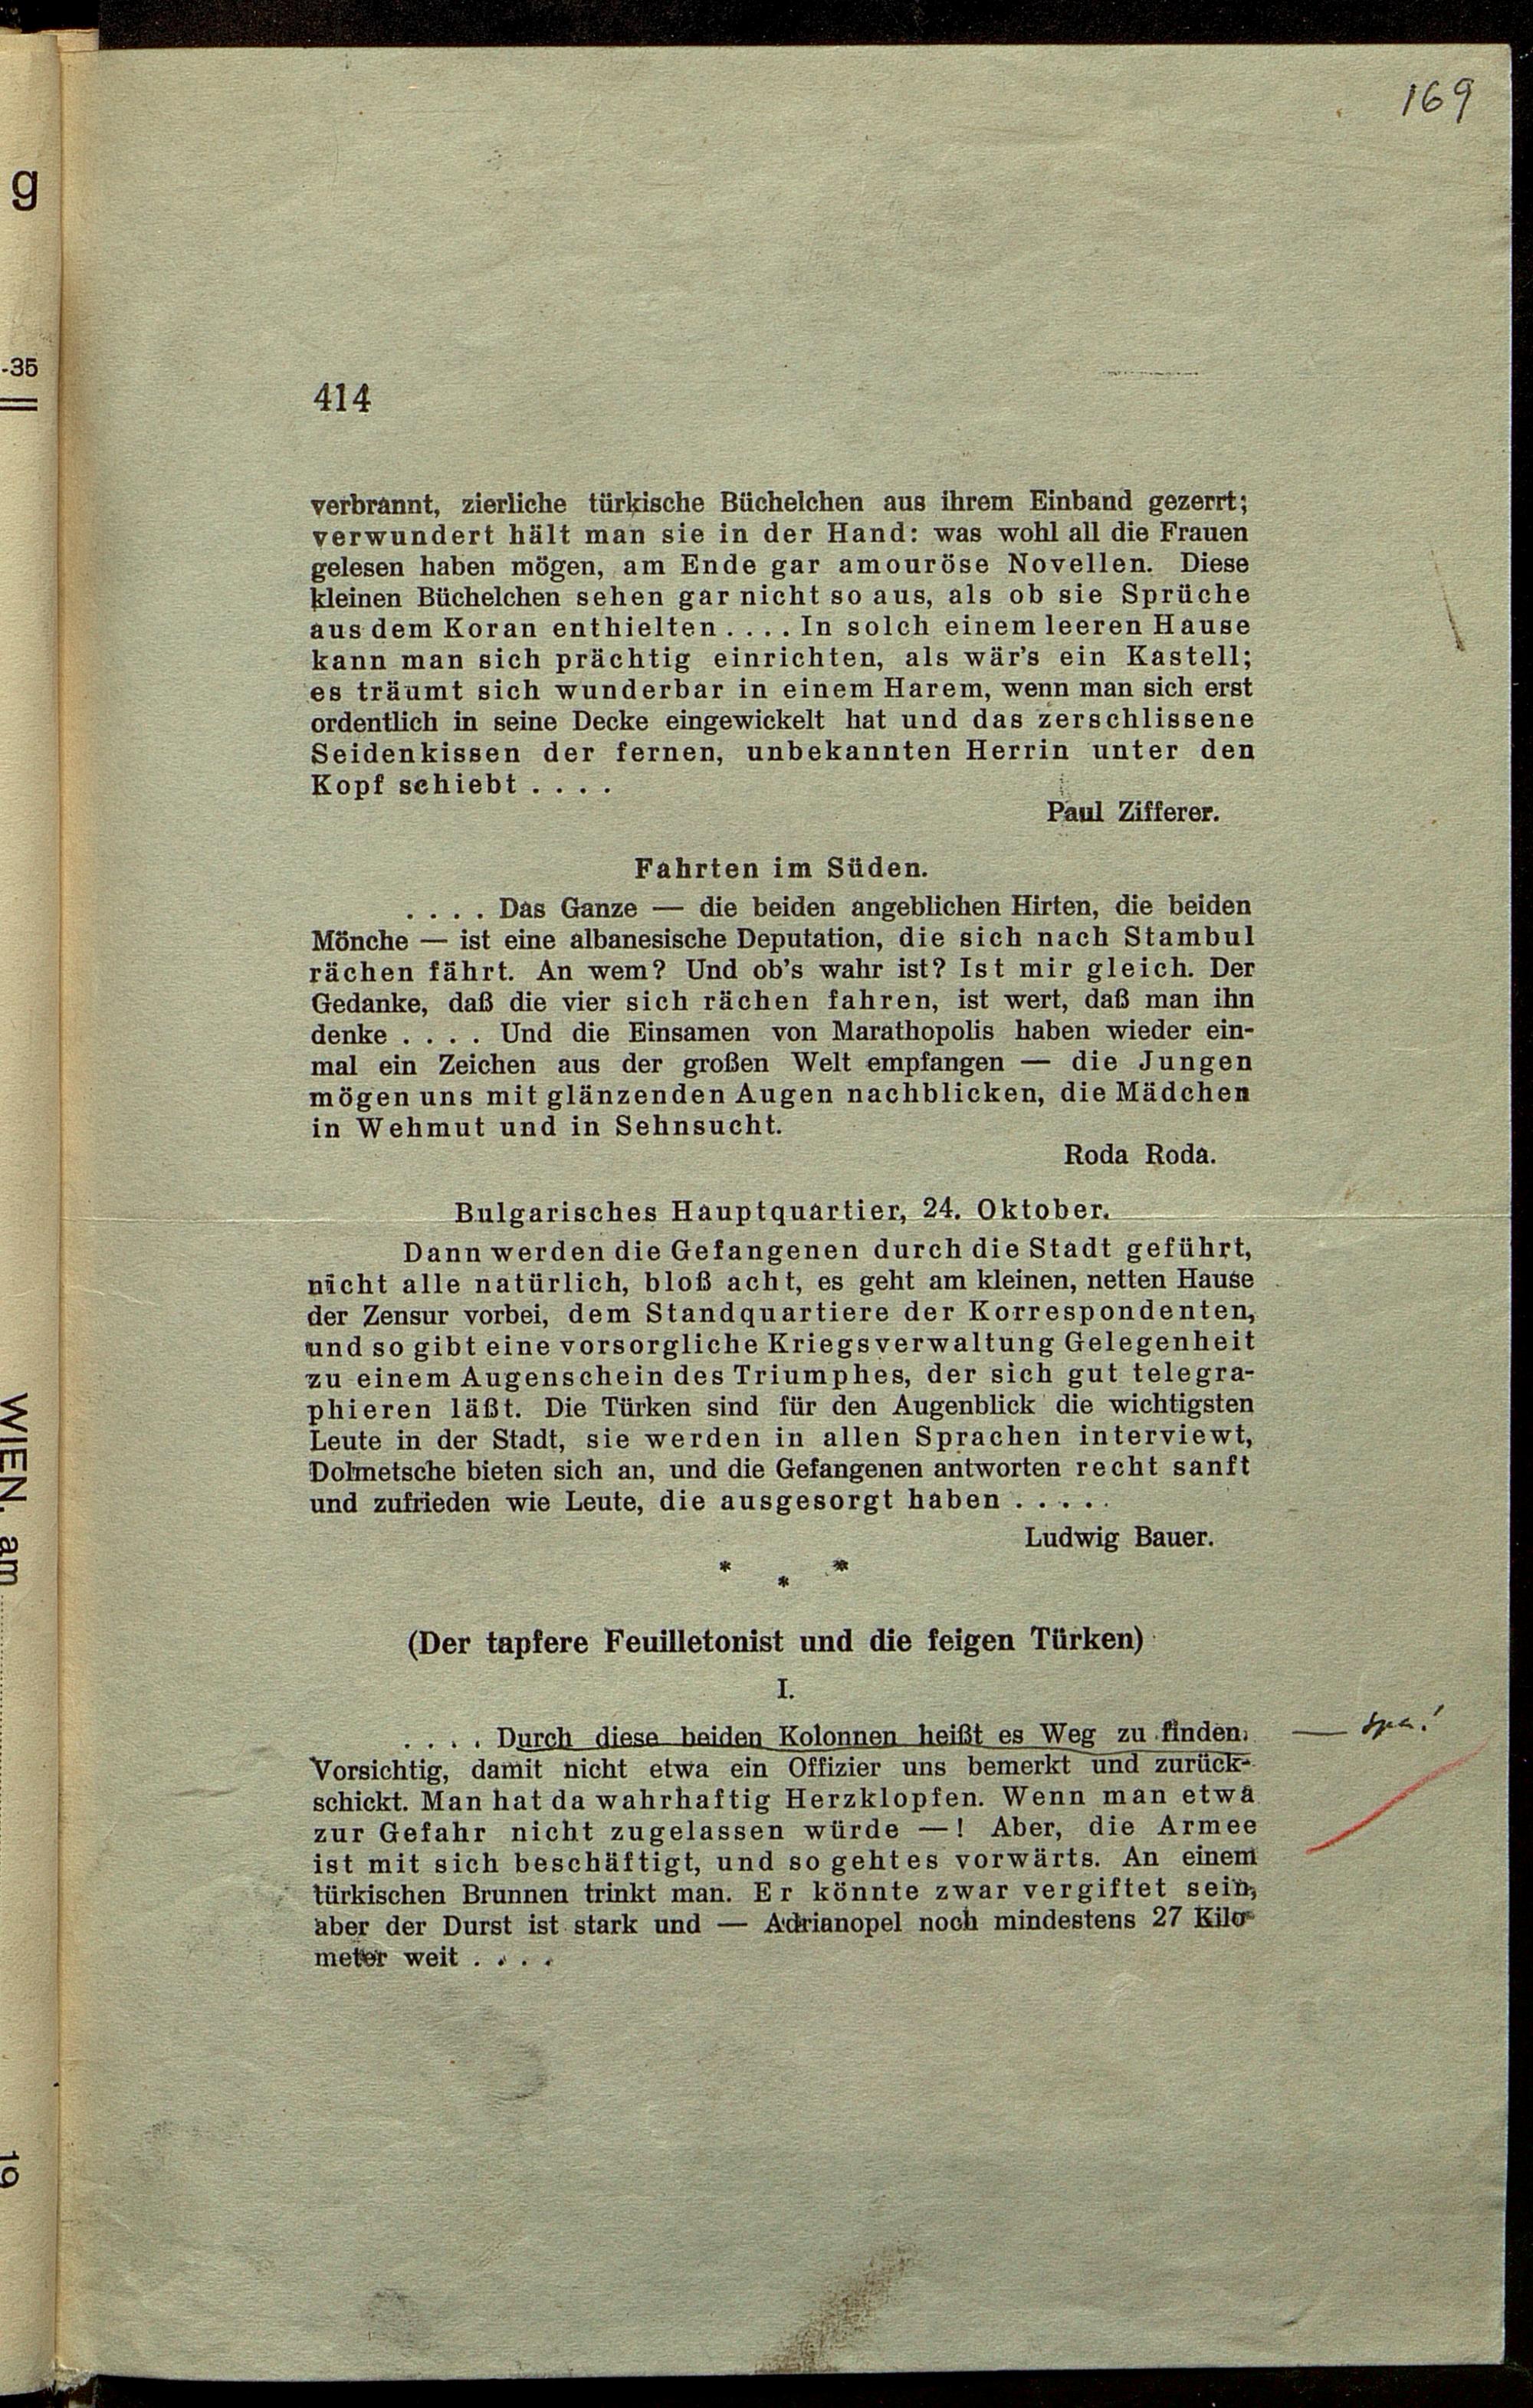 169
g
-35
414
verbrannt, zierliche türkische Büchelchen aus ihrem Einband gezerrt;
verwundert hält man sie in der Hand: was wohl all die Frauen
gelesen haben mögen, am Ende gar amouröse Novellen. Diese
kleinen Büchelchen sehen gar nicht so aus, als ob sie Sprüche
aus dem Koran enthielten . . . . In solch einem leeren Hause
kann man sich prächtig einrichten, als wär's ein Kastell;
es träumt sich wunderbar in einem Harem, wenn man sich erst
ordentlich in seine Decke eingewickelt hat und das zerschlissene
Seidenkissen der fernen, unbekannten Herrin unter den
Kopf schiebt . . . .
Paul Zifferer.
Fahrten im Süden.
. . . . Das Ganze — die beiden angeblichen Hirten, die beiden
Mönche — ist eine albanesische Deputation, die sich nach Stambul
rächen fährt. An wem? Und ob's wahr ist? Ist mir gleich. Der
Gedanke, daß die vier sich rächen fahren, ist wert, daß man ihn
denke . . . . Und die Einsamen von Marathopolis haben wieder ein-
mal ein Zeichen aus der großen Welt empfangen — die Jungen
mögen uns mit glänzenden Augen nachblicken, die Mädchen
in Wehmut und in Sehnsucht.
Roda Roda.
Bulgarisches Hauptquartier, 24. Oktober.
Dann werden die Gefangenen durch die Stadt geführt,
nicht alle natürlich, bloß acht, es geht am kleinen, netten Hause
der Zensur vorbei, dem Standquartiere der Korrespondenten,
und so gibt eine vorsorgliche Kriegsverwaltung Gelegenheit
zu einem Augenschein des Triumphes, der sich gut telegra-
phieren läßt. Die Türken sind für den Augenblick die wichtigsten
Leute in der Stadt, sie werden in allen Sprachen interviewt,
Dolmetsche bieten sich an, und die Gefangenen antworten recht sanft
und zufrieden wie Leute, die ausgesorgt haben . . . . .
Ludwig Bauer.
* * *
(Der tapfere Feuilletonist und die feigen Türken)
I.
. . . . Durch diese beiden Kolonnen heißt es Weg zu finden.
Vorsichtig, damit nicht etwa ein Offizier uns bemerkt und zurück-
schickt. Man hat da wahrhaftig Herzklopfen. Wenn man etwa
zur Gefahr nicht zugelassen würde —! Aber, die Armee
ist mit sich beschäftigt, und so geht es vorwärts. An einem
türkischen Brunnen trinkt man. Er könnte zwar vergiftet sein,
aber der Durst ist stark und — Adrianopel noch mindestens 27 Kilo-
meter weit . . . .
WIEN, am
19